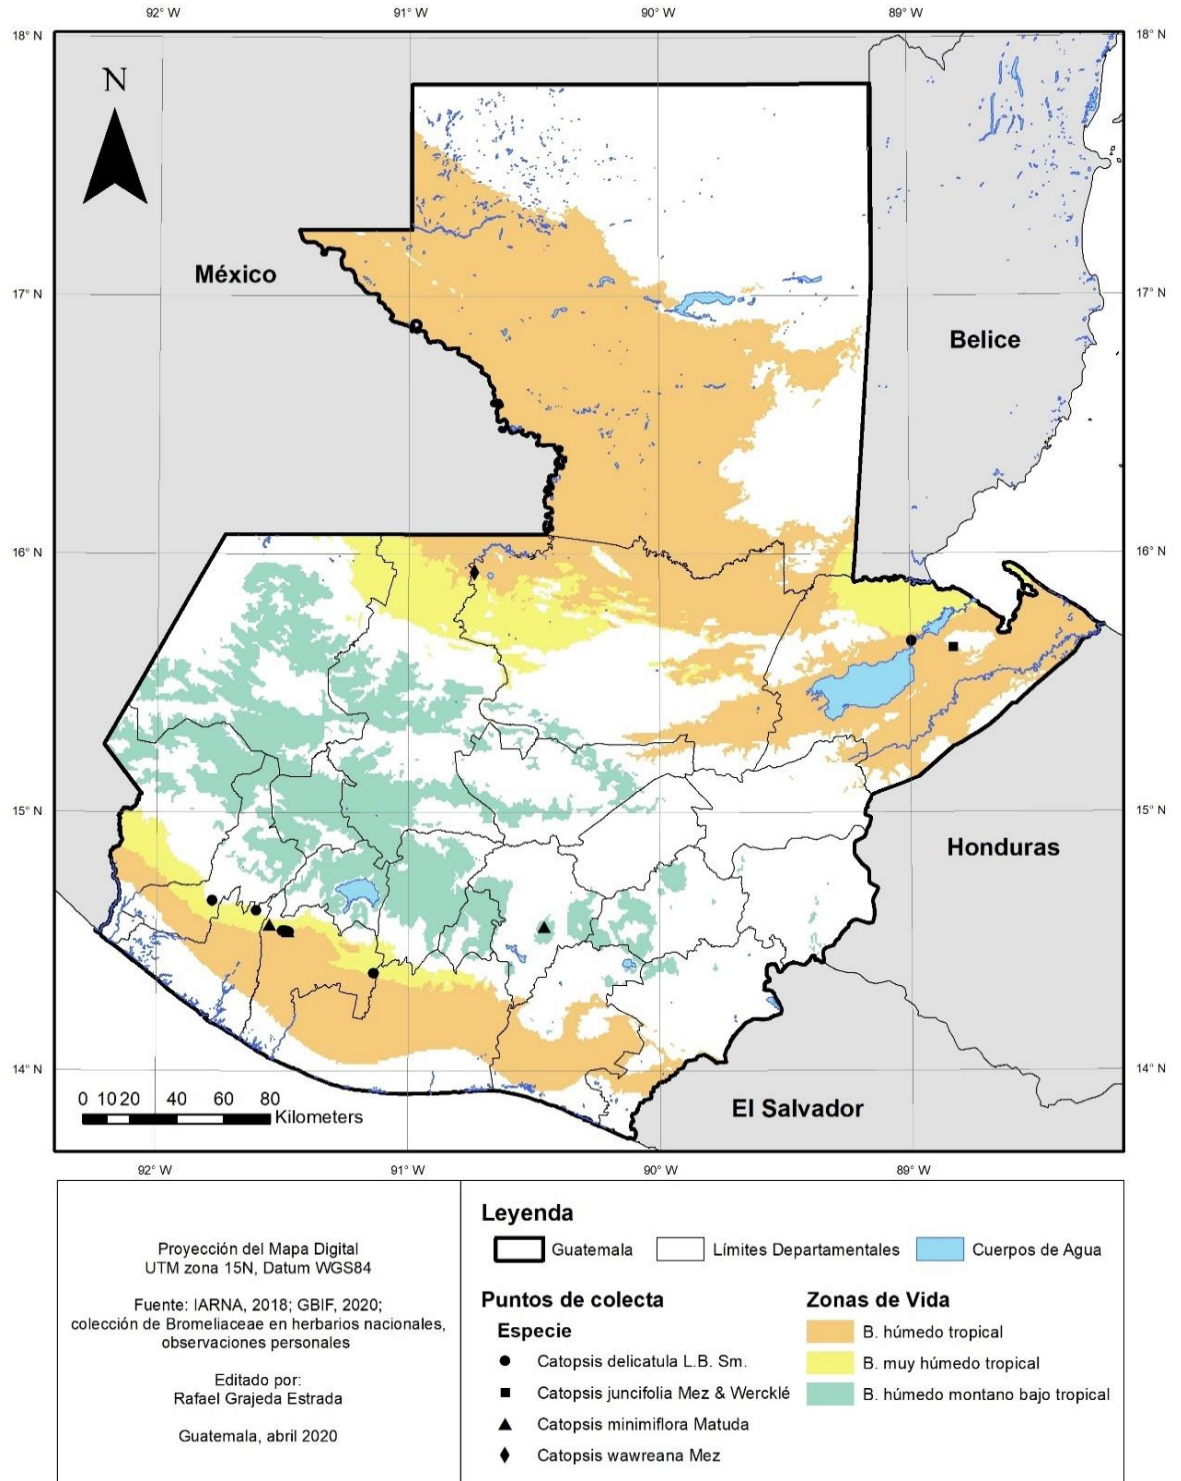 92° W 91° W 90° W 89° W
18° N 18° N
N
México
17° N 17° N
Belice
16° N 16° N
15° N 15° N
Honduras
14° N 14° N
0 10 20 40 60 80
Kilometers
El Salvador
92° W 91° W 90° W 89° W
Proyección del Mapa Digital
UTM zona 15N, Datum WGS84
Fuente: IARNA, 2018; GBIF, 2020;
colección de Bromeliaceae en herbarios nacionales,
observaciones personales
Editado por:
Rafael Grajeda Estrada
Guatemala, abril 2020
Leyenda
Guatemala Límites Departamentales Cuerpos de Agua
Puntos de colecta
Especie
Catopsis delicatula L.B. Sm.
Catopsis juncifolia Mez & Wercklé
Catopsis minimiflora Matuda
Catopsis wawreana Mez
Zonas de Vida
B. húmedo tropical
B. muy húmedo tropical
B. húmedo montano bajo tropical